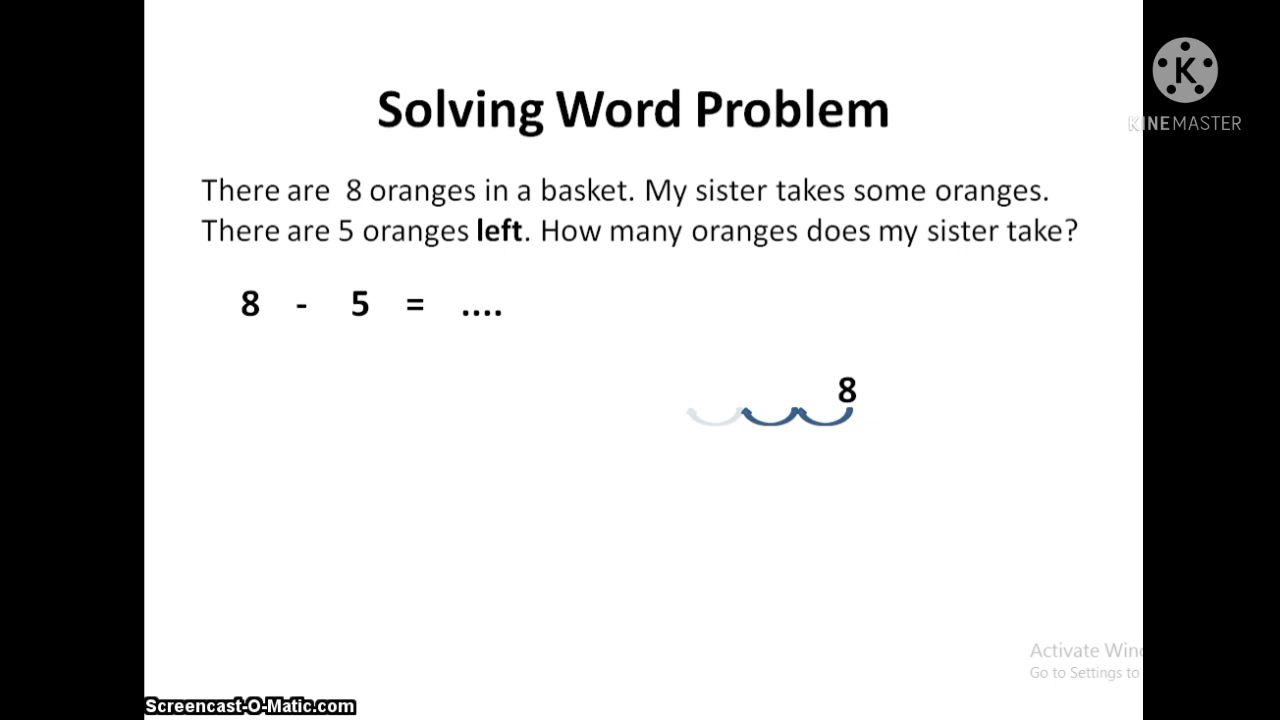 K
KINEMASTER
Solving Word Problem
There are 8 oranges in a basket. My sister takes some oranges.
There are 5 oranges left. How many oranges does my sister take?
8 - 5 = ....
8
Activate Win
Go to Settings to
Screencast-O-Matic.com